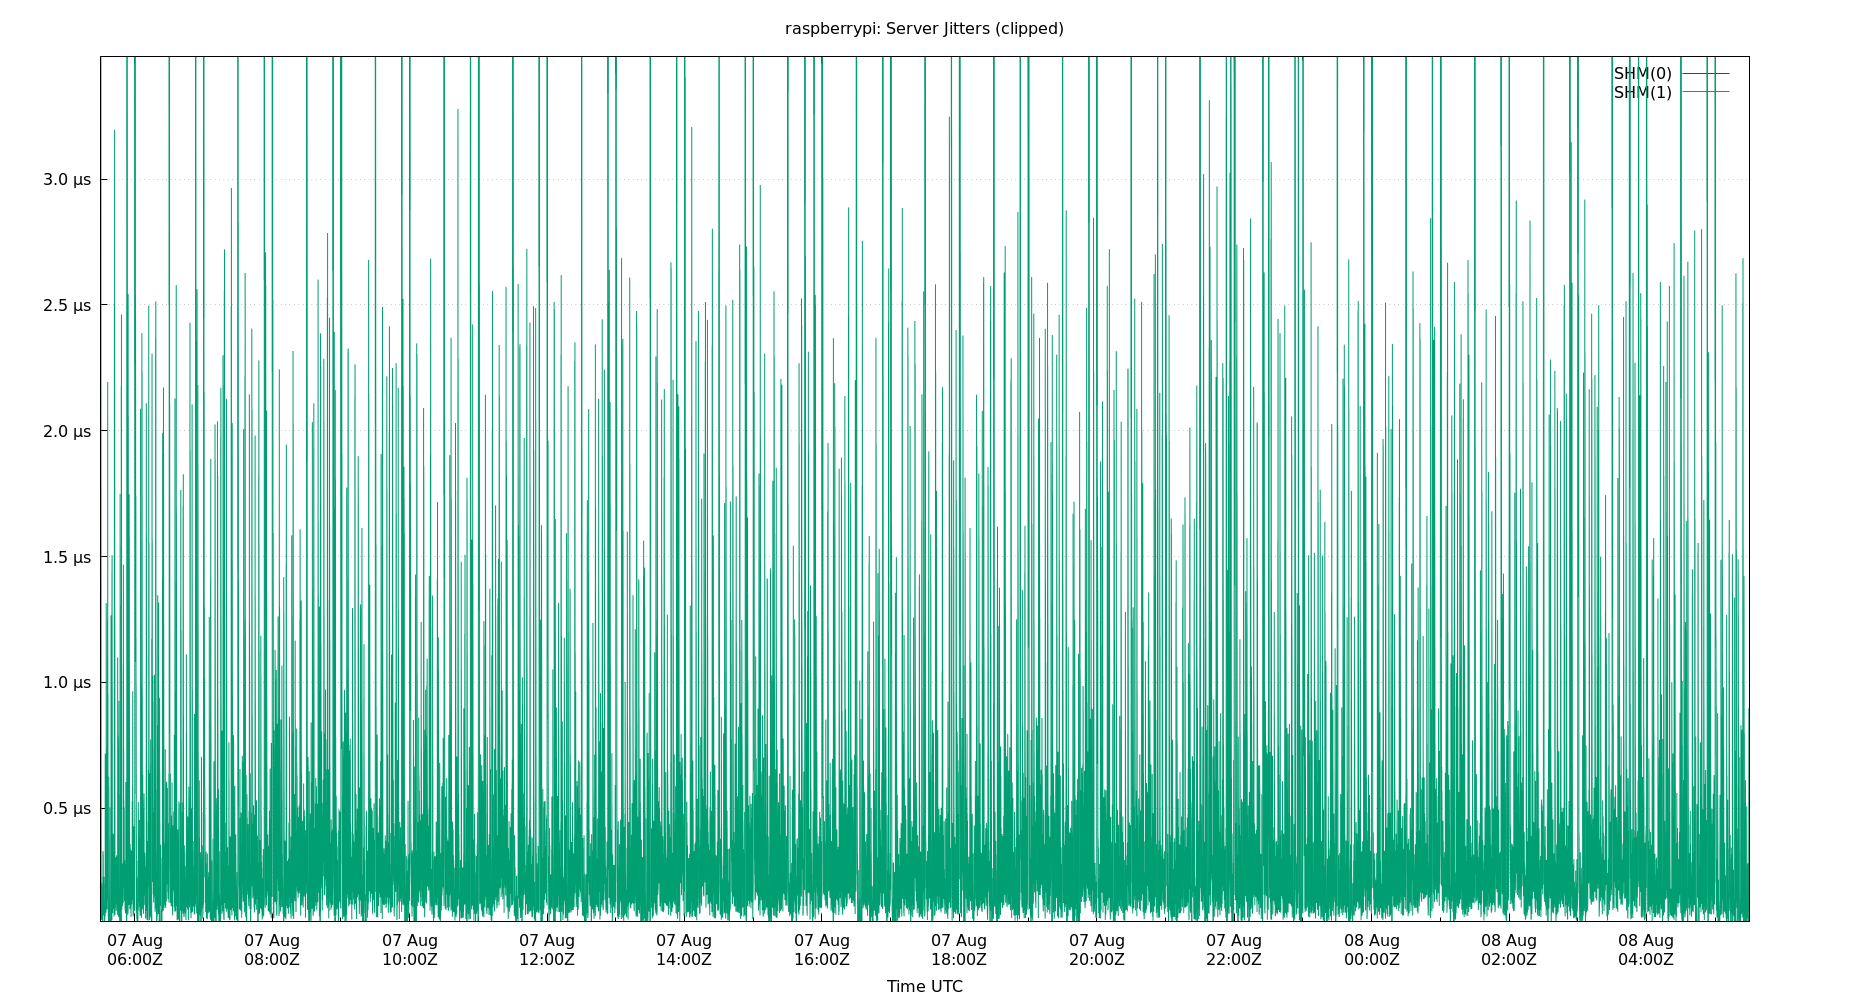 raspberrypi: Server Jitters (clipped)
SHM(0)
SHM(1)
3.0 µs
2.5 µs
2.0 µs
1.5 µs
1.0 µs
0.5 µs
07 Aug 07 Aug 07 Aug 07 Aug 07 Aug 07 Aug 07 Aug 07 Aug 07 Aug 08 Aug 08 Aug 08 Aug
06:00Z 08:00Z 10:00Z 12:00Z 14:00Z 16:00Z 18:00Z 20:00Z 22:00Z 00:00Z 02:00Z 04:00Z
Time UTC